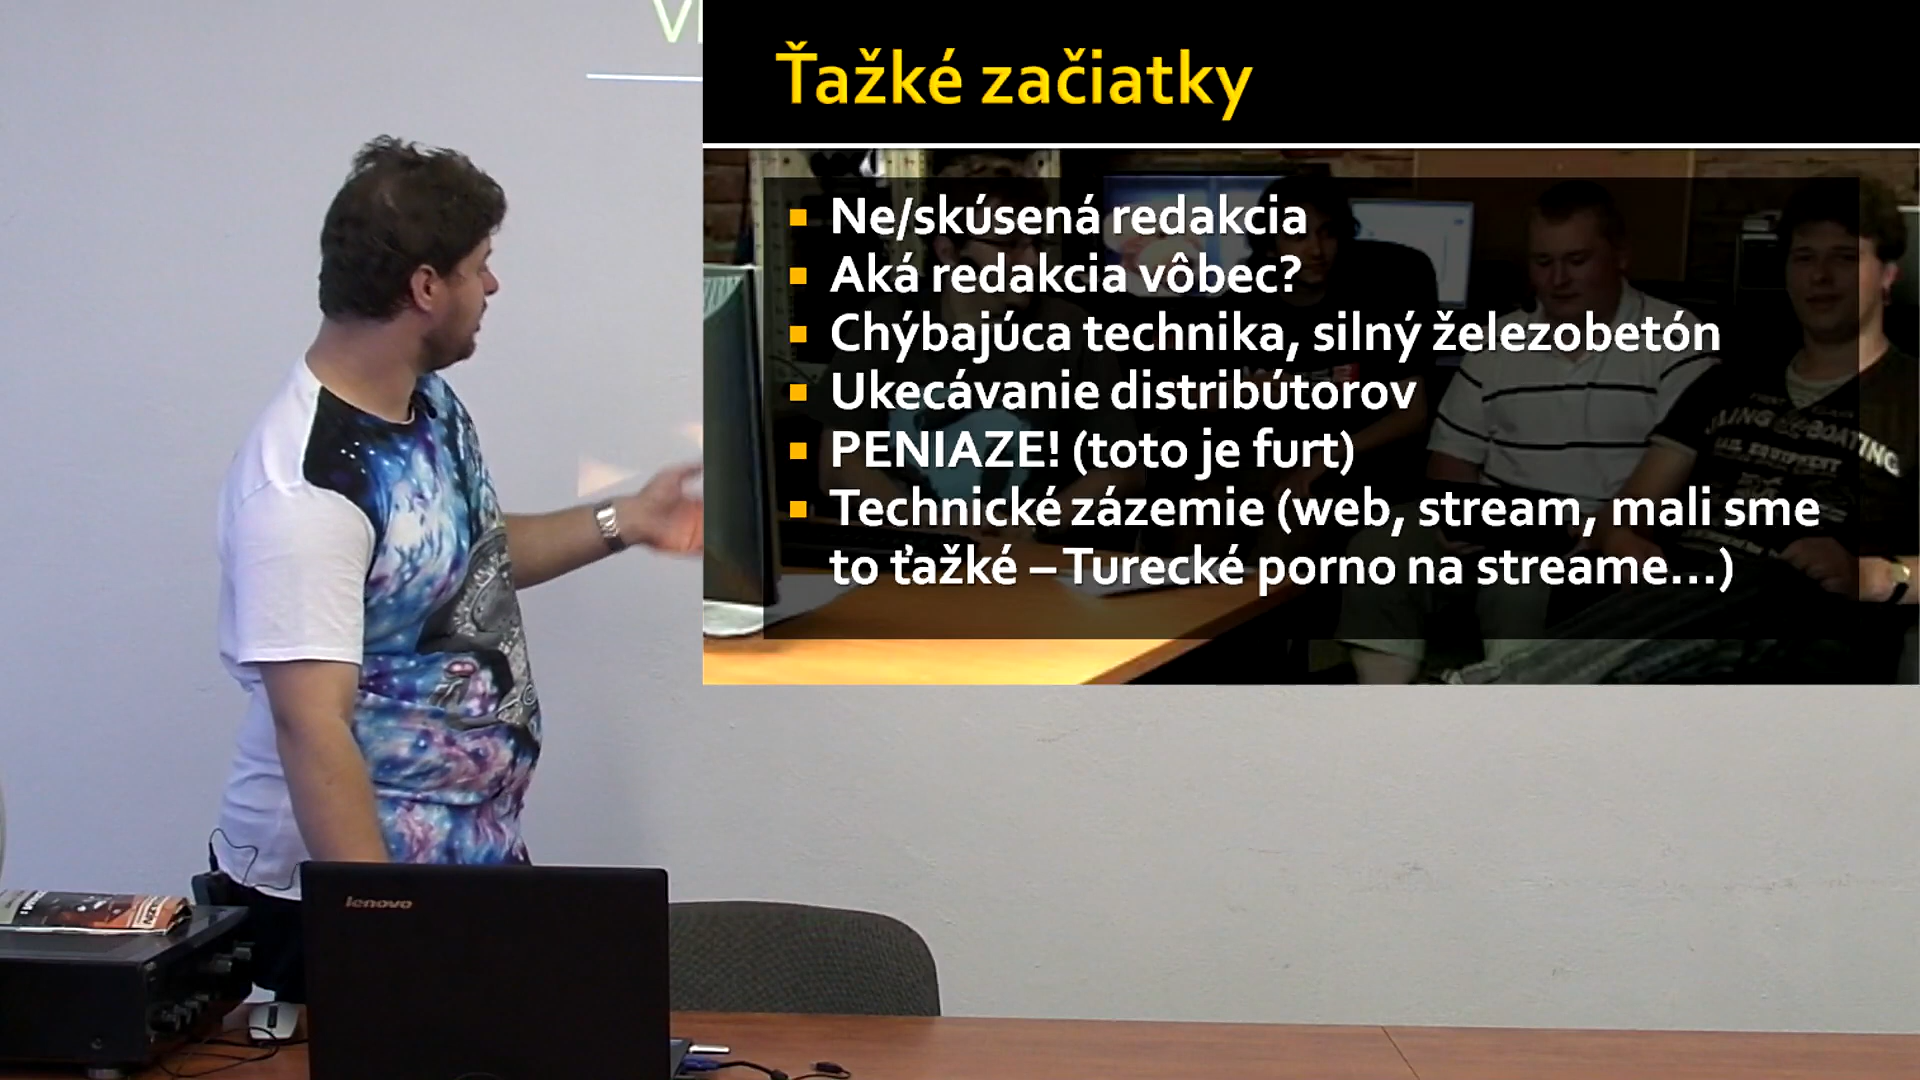 Ťažké začiatky
Ne/skúsená redakcia
Aká redakcia vôbec?
Chýbajúca technika, silný železobetón
Ukecávanie distribútorov
PENIAZE! (toto je furt)
Technické zázemie (web, stream, mali sme
to ťažké – Turecké porno na streame...)
lenovo